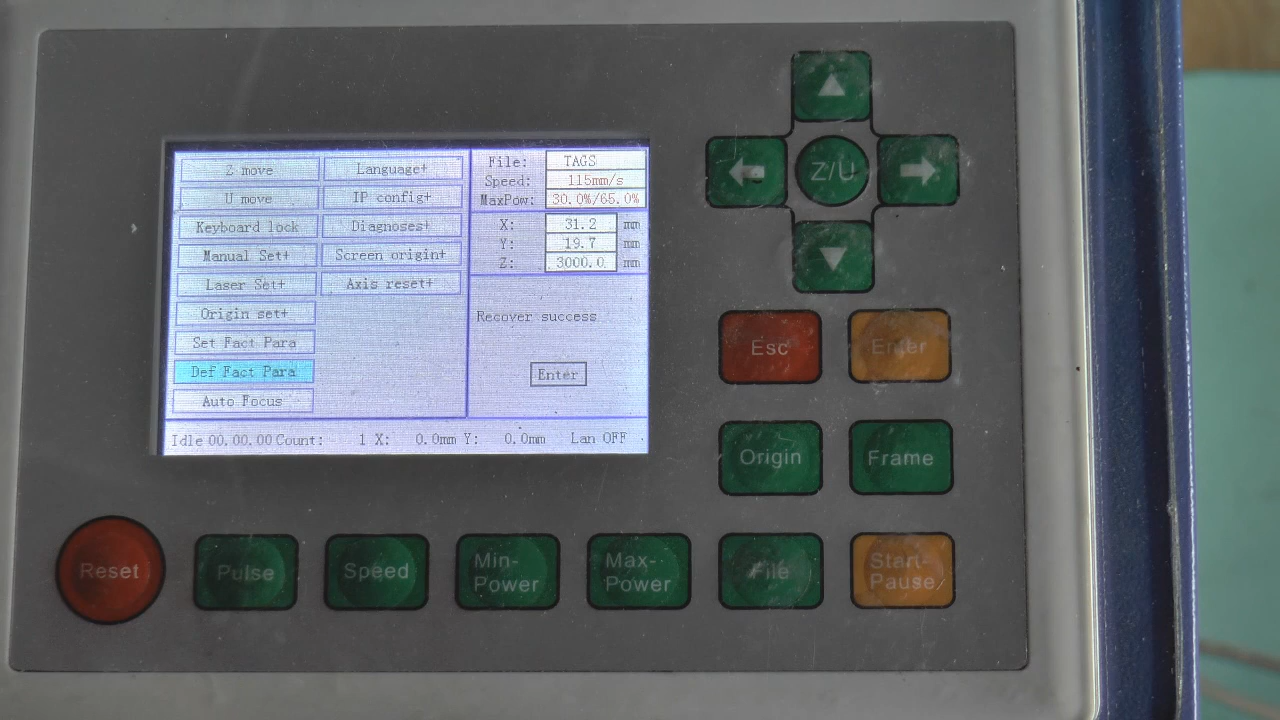 Z move
U move
Keyboard lock
Manual Set+
Laser Set+
Origin set+
Set Fact Para
Def Fact Para
Auto Focus
Language+
IP config+
Diagnoses+
Screen origin+
Axis reset+
File: TAGS
Speed: 115mm/s
MaxPow: 30.0%/65.0%
X: 31.2 mm
Y: 19.7 mm
Z: 3000.0 mm
Recover success
Enter
Idle 00.00.00 Count: 1 X: 0.0mm Y: 0.0mm Lan OFF
Z/U
Esc
Enter
Origin
Frame
Reset
Pulse
Speed
Min-
Power
Max-
Power
File
Start-
Pause